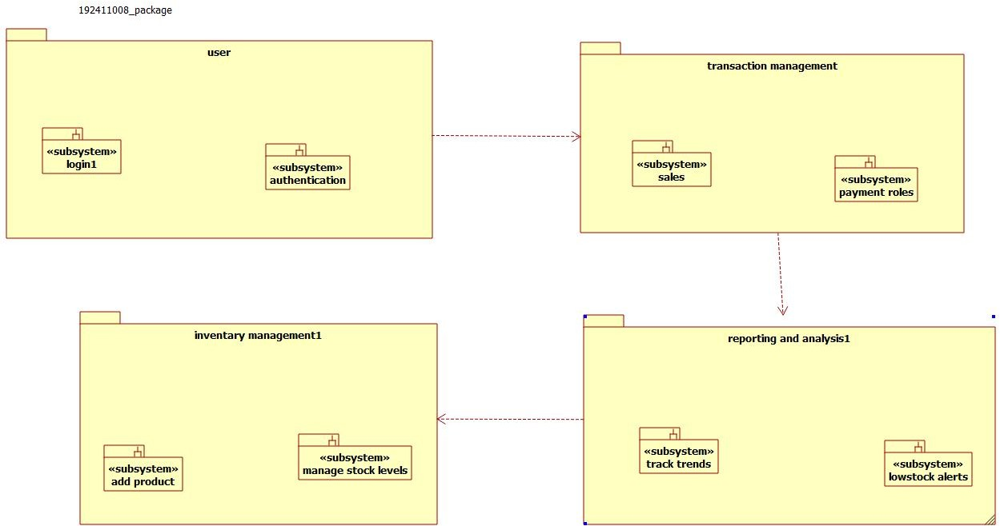 192411008_package
user
«subsystem»
login1
«subsystem»
authentication
transaction management
«subsystem»
sales
«subsystem»
payment roles
inventary management1
«subsystem»
add product
«subsystem»
manage stock levels
reporting and analysis1
«subsystem»
track trends
«subsystem»
lowstock alerts